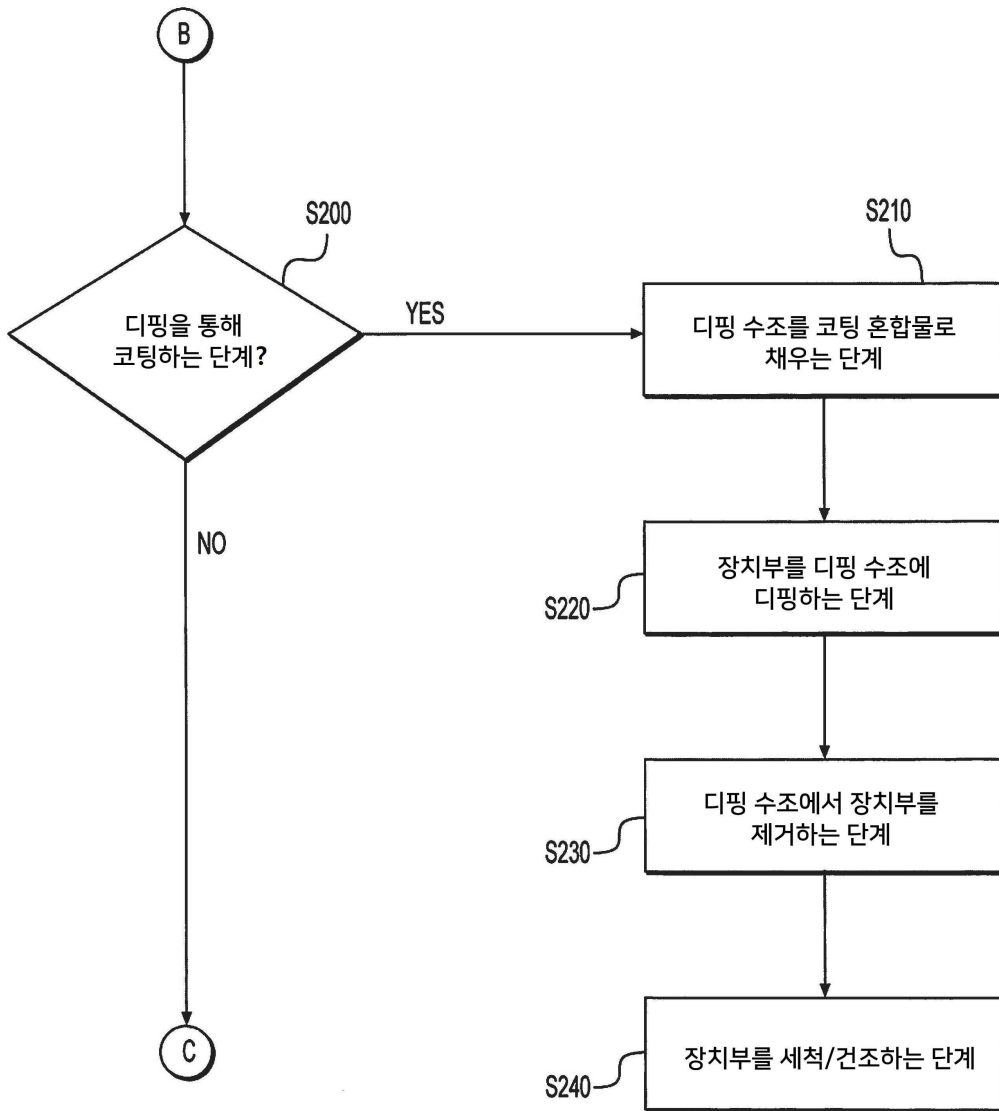 B
S200
S210
디핑을 통해
코팅하는 단계?
YES
디핑 수조를 코팅 혼합물로
채우는 단계
NO
장치부를 디핑 수조에
디핑하는 단계
S220
디핑 수조에서 장치부를
제거하는 단계
S230
C
장치부를 세척/건조하는 단계
S240